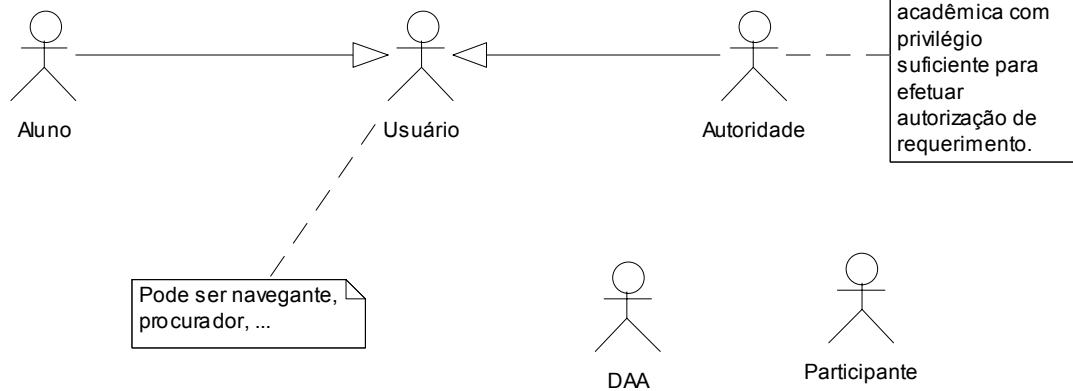 acadêmica com
privilégio
suficiente para
efetuar
autorização de
requerimento.
Aluno
Usuário
Autoridade
Pode ser navegante,
procurador, ...
DAA
Participante